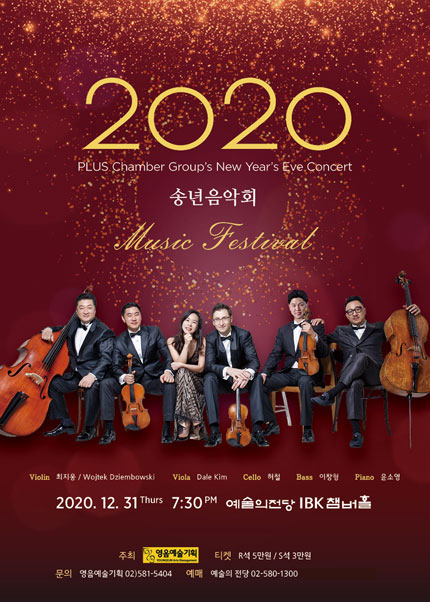 2020
PLUS Chamber Group's New Year's Eve Concert
송년음악회
Music Festival
Violin 최지웅 / Wojtek Dziembowski Viola Dale Kim Cello 허철 Bass 이창형 Piano 윤소영
2020. 12. 31 Thurs 7:30 PM 예술의전당 IBK챔버홀
주최 영음예술기획 티켓 R석 5만원 / S석 3만원
문의 영음예술기획 02)581-5404 예매 예술의 전당 02-580-1300